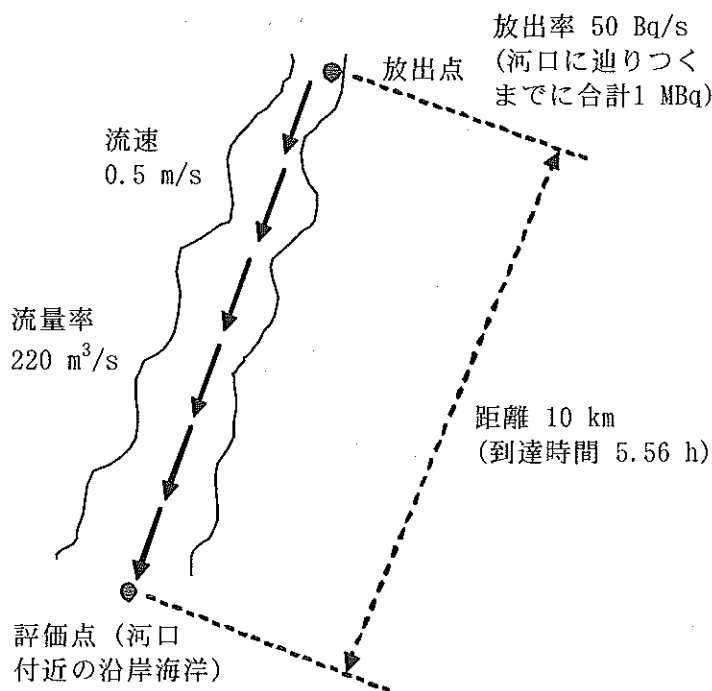 放出率 50 Bq/s
(河口に辿りつく
までに合計1 MBq)
放出点
流速
0.5 m/s
流量率
220 m³/s
距離 10 km
(到達時間 5.56 h)
評価点 (河口
付近の沿岸海洋)